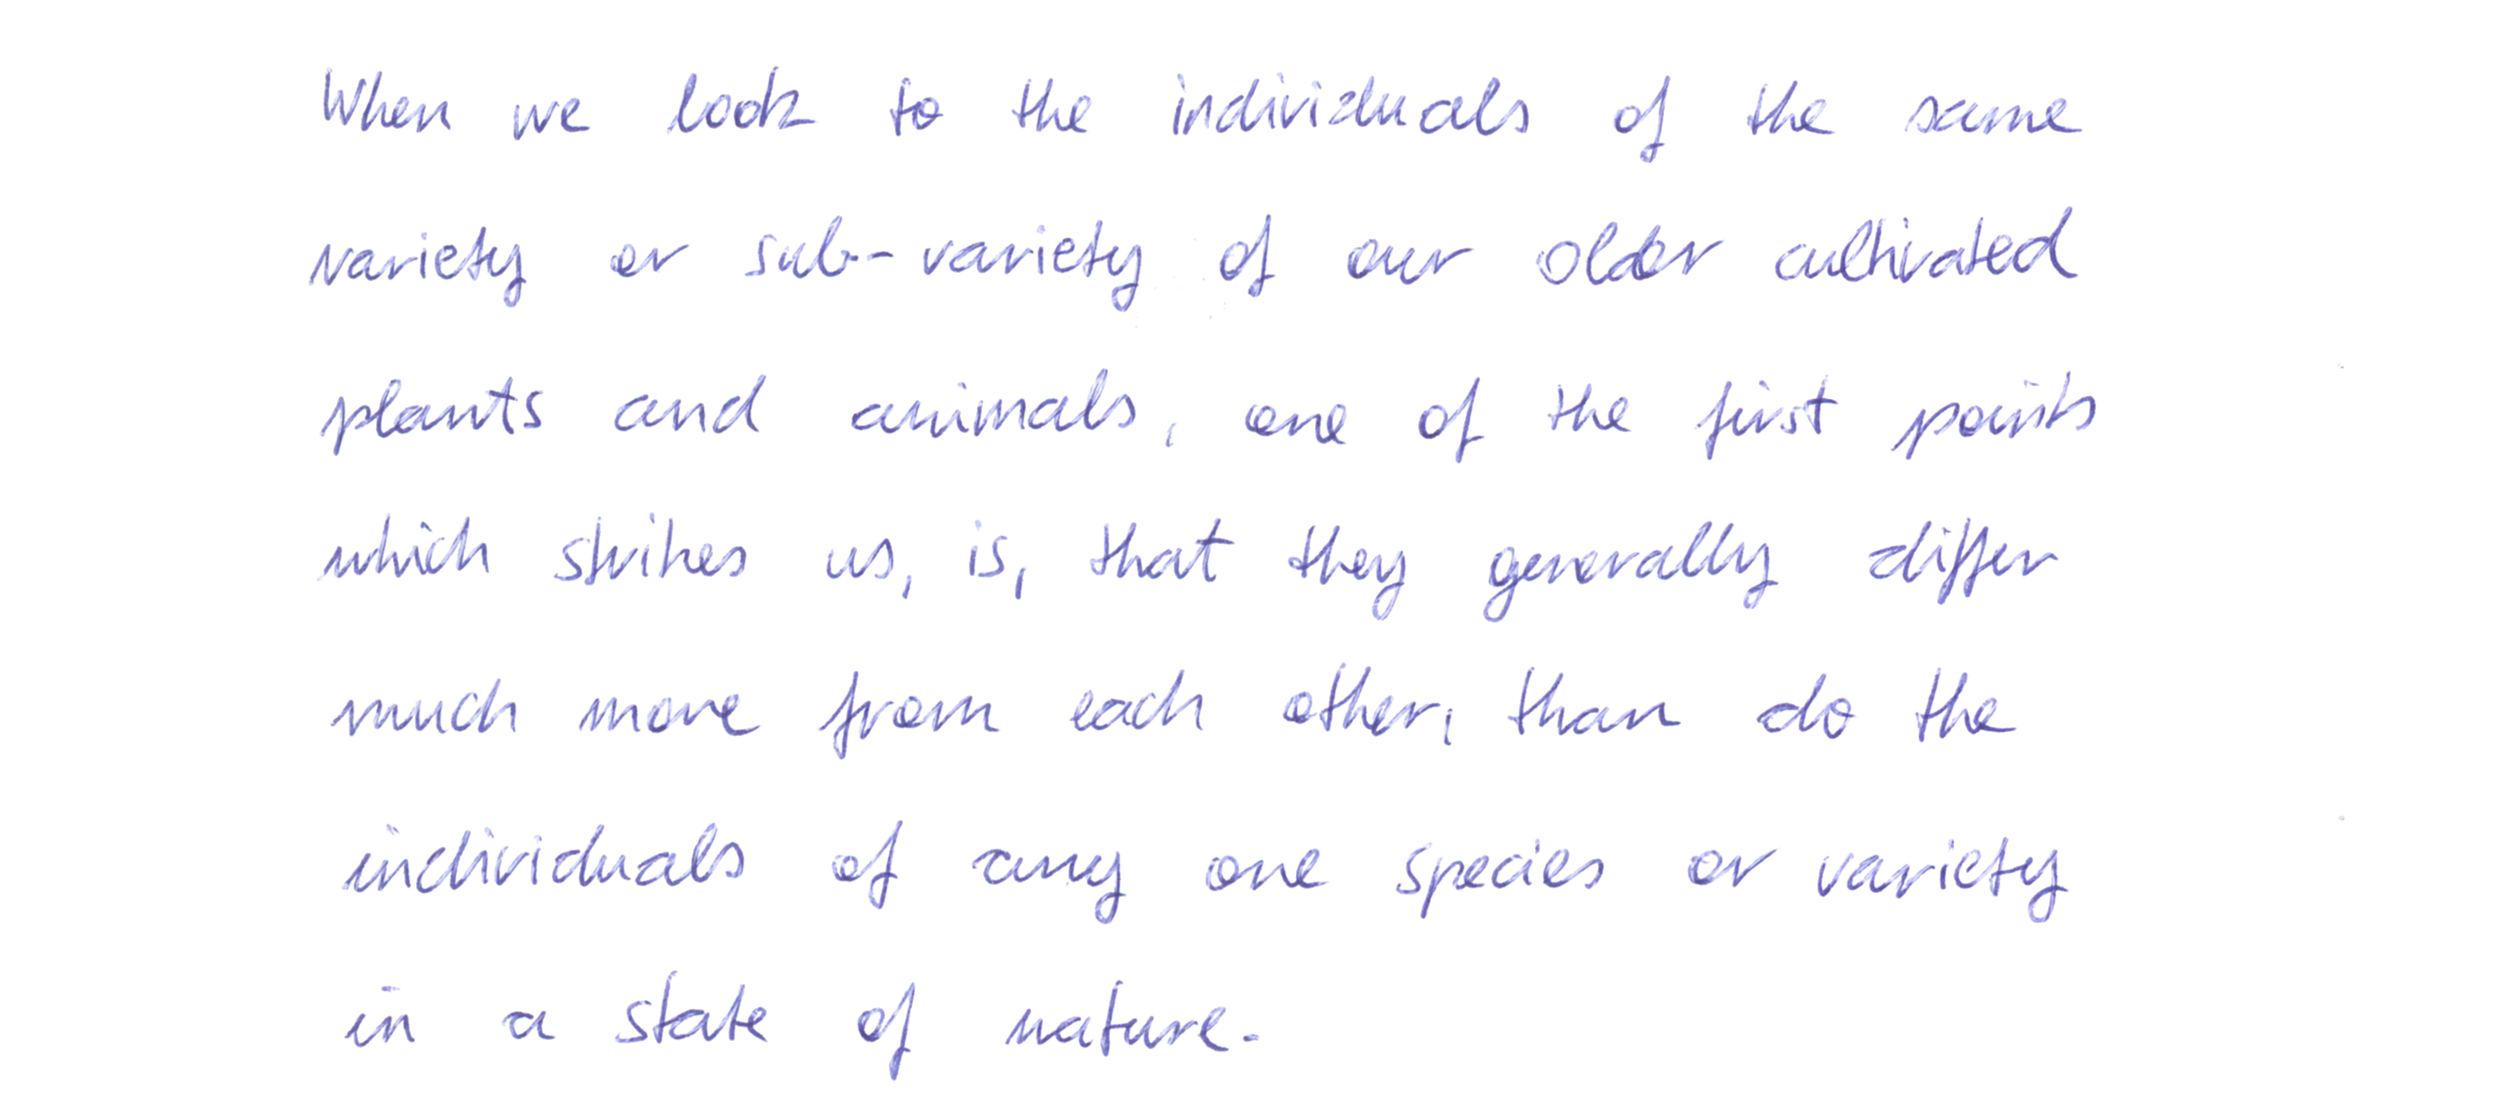 When we look to the individuals of the same
variety or sub-variety of our older cultivated
plants and animals, one of the first points
which strikes us, is, that they generally differ
much more from each other, than do the
individuals of any one species or variety
in a state of nature.